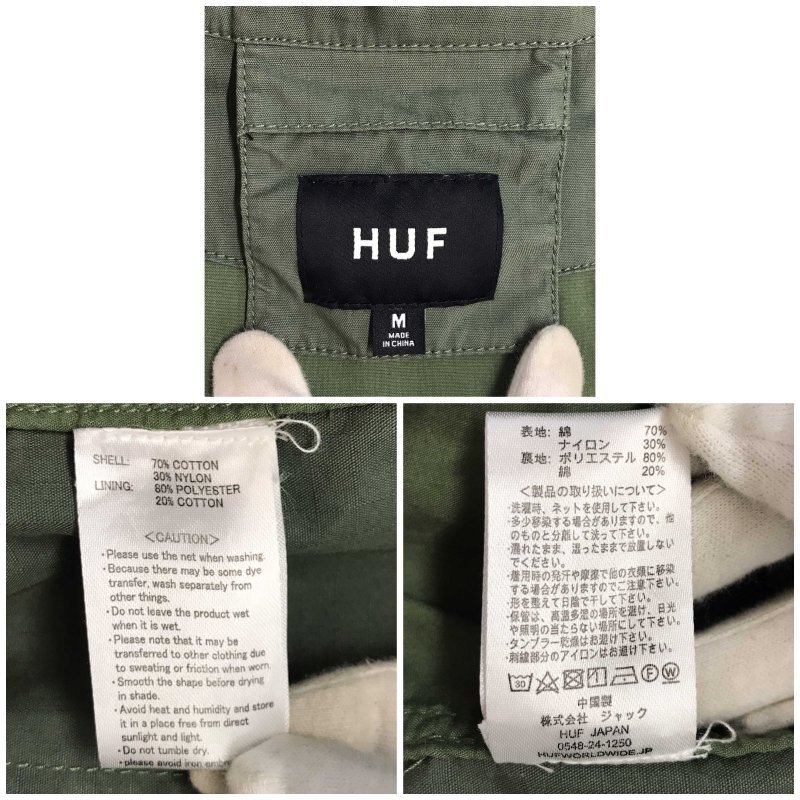 HUF
M
MADE
IN CHINA
SHELL: 70% COTTON
30% NYLON
LINING: 80% POLYESTER
20% COTTON
<CAUTION>
・Please use the net when washing.
・Because there may be some dye
transfer, wash separately from
other things.
・Do not leave the product wet
when it is wet.
・Please note that it may be
transferred to other clothing due
to sweating or friction when worn.
・Smooth the shape before drying
in shade.
・Avoid heat and humidity and store
it in a place free from direct
sunlight and light.
・Do not tumble dry.
・please avoid iron
表地: 綿 70%
ナイロン 30%
裏地: ポリエステル 80%
綿 20%
<製品の取り扱いについて>
・洗濯時、ネットを使用して下さい。
・多少移染する場合がありますので、他
のものと分離して洗って下さい。
・濡れたまま、湿ったままで放置しない
でください。
・着用時の発汗や摩擦で他の衣類に移染
する場合がありますのでご注意下さい。
・形を整えて日陰で干して下さい。
・保管は、高温多湿の場所を避け、日光
や照明の当たらない場所にして下さい。
・タンブラー乾燥はお避け下さい。
・刺繍部分のアイロンはお避け下さい。
30 F W
中国製
株式会社 ジャック
HUF JAPAN
0548-24-1250
HUFWORLDWIDE.JP